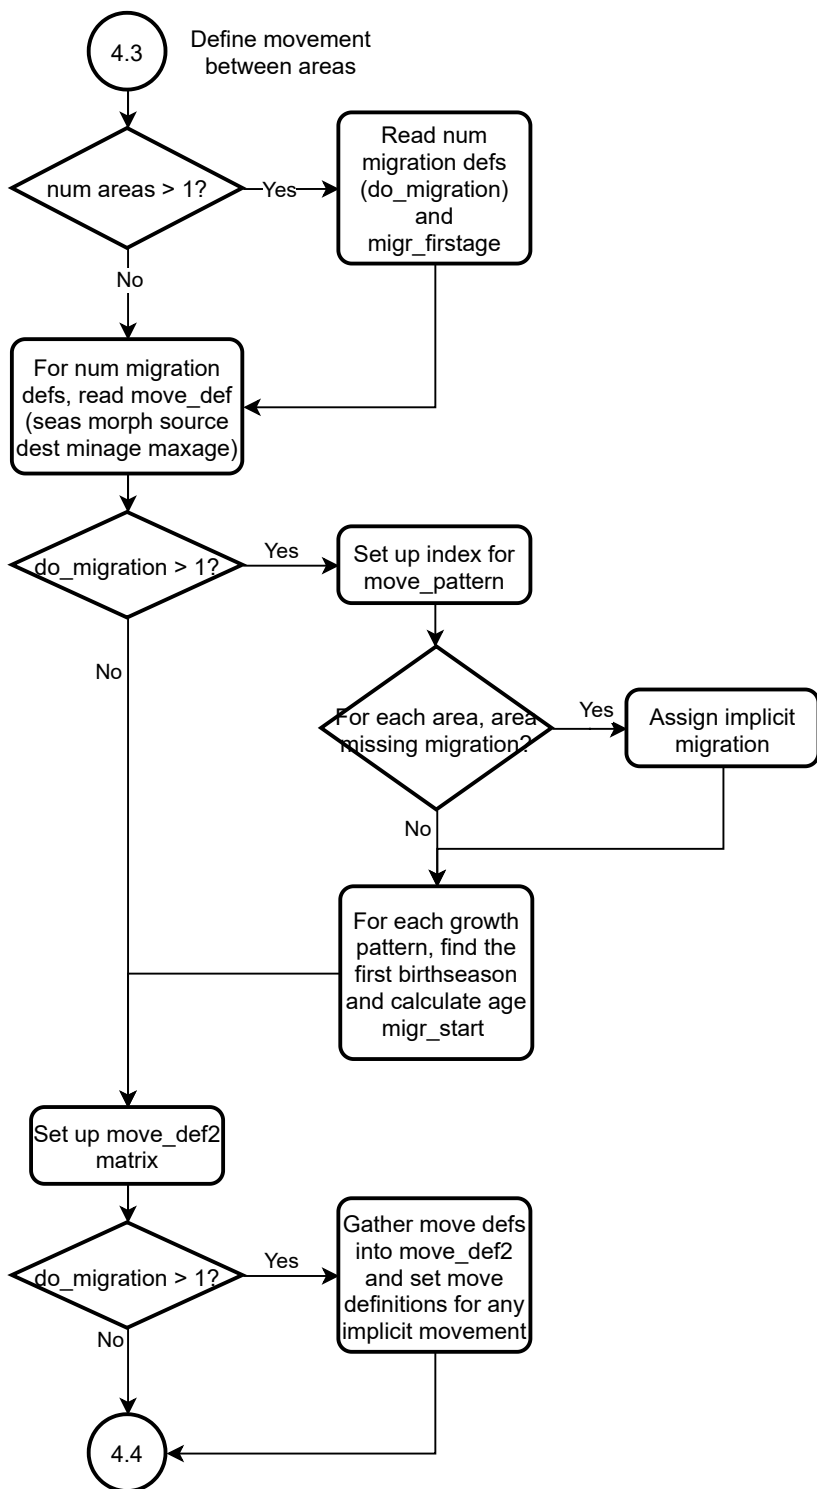 4.3
Define movement
between areas
num areas > 1?
Yes
Read num
migration defs
(do_migration)
and
migr_firstage
No
For num migration
defs, read move_def
(seas morph source
dest minage maxage)
do_migration > 1?
Yes
Set up index for
move_pattern
No
For each area, area
missing migration?
Yes
Assign implicit
migration
No
For each growth
pattern, find the
first birthseason
and calculate age
migr_start
Set up move_def2
matrix
do_migration > 1?
Yes
Gather move defs
into move_def2
and set move
definitions for any
implicit movement
No
4.4